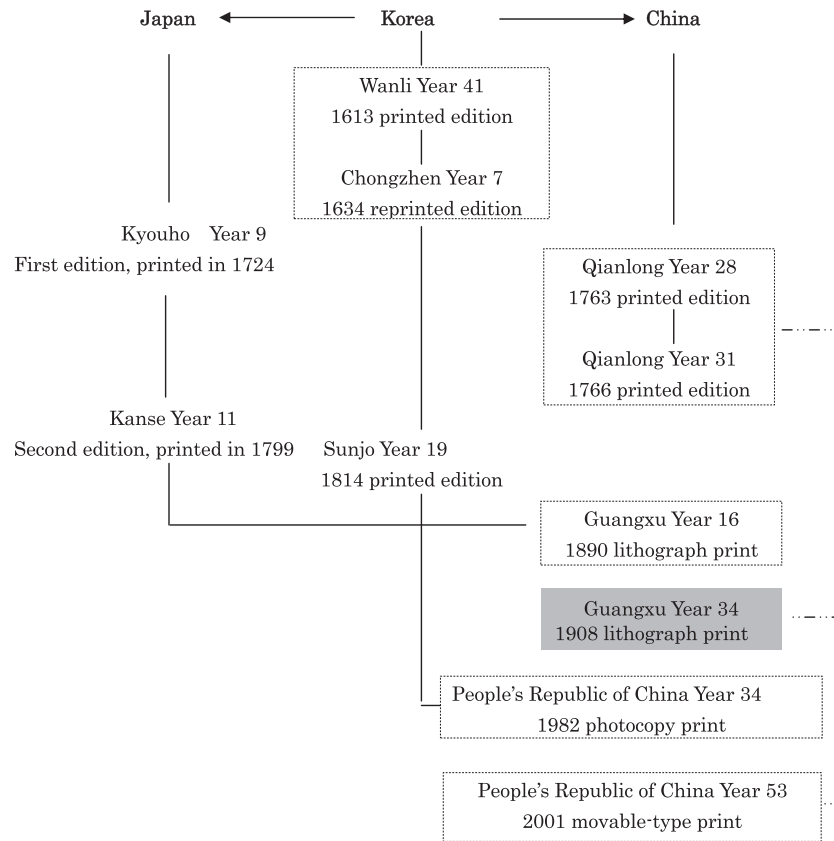 Japan
Korea
China
Wanli Year 41
1613 printed edition
Chongzhen Year 7
1634 reprinted edition
Kyouho Year 9
First edition, printed in 1724
Qianlong Year 28
1763 printed edition
Qianlong Year 31
1766 printed edition
Kanse Year 11
Second edition, printed in 1799
Sunjo Year 19
1814 printed edition
Guangxu Year 16
1890 lithograph print
Guangxu Year 34
1908 lithograph print
People's Republic of China Year 34
1982 photocopy print
People's Republic of China Year 53
2001 movable-type print